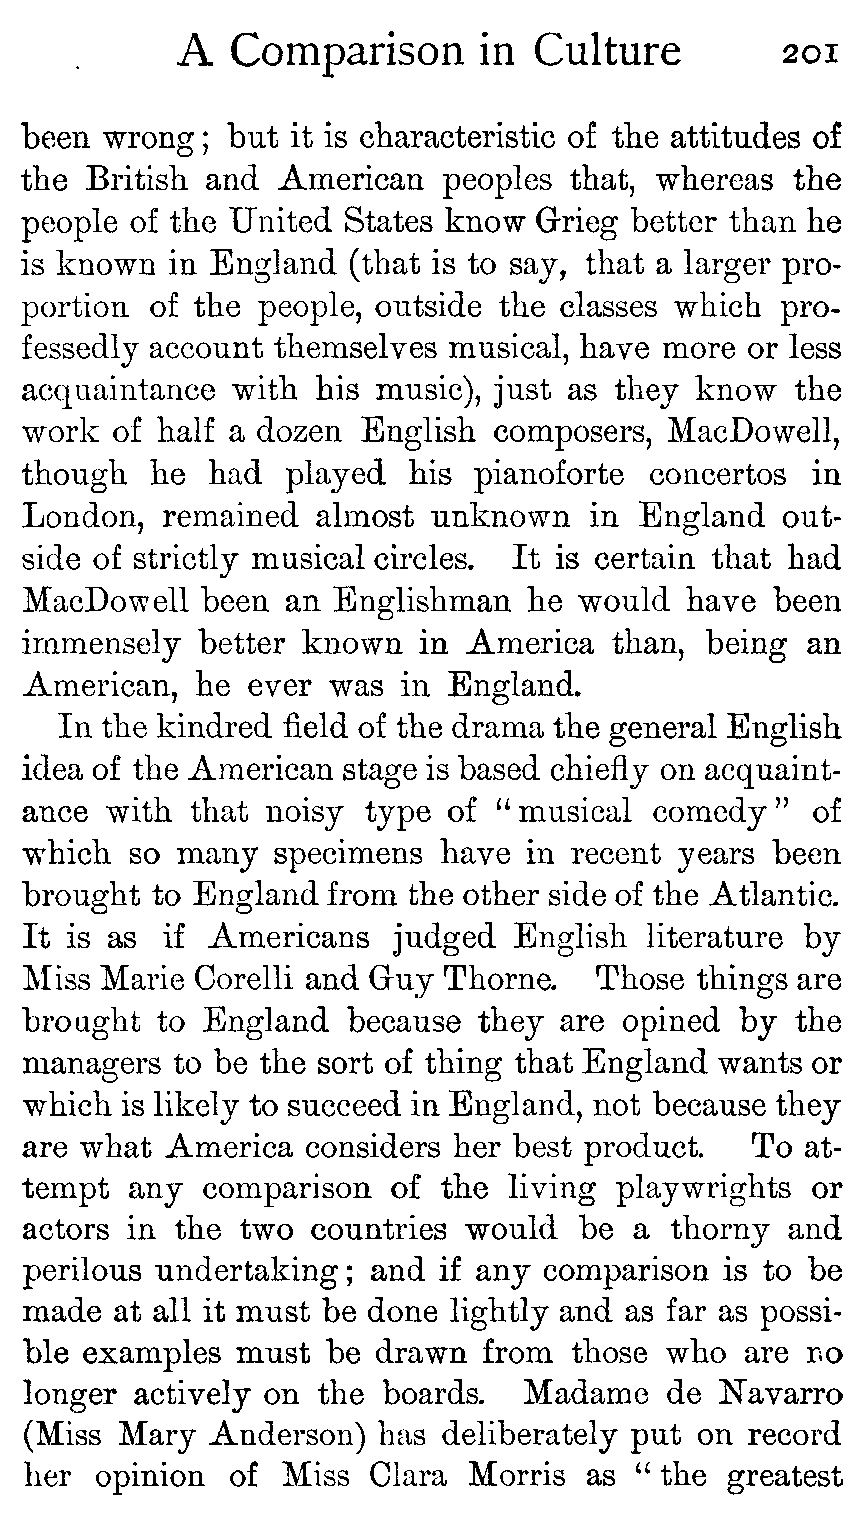 A Comparison in Culture 201
been wrong; but it is characteristic of the attitudes of
the British and American peoples that, whereas the
people of the United States know Grieg better than he
is known in England (that is to say, that a larger pro-
portion of the people, outside the classes which pro-
fessedly account themselves musical, have more or less
acquaintance with his music), just as they know the
work of half a dozen English composers, MacDowell,
though he had played his pianoforte concertos in
London, remained almost unknown in England out-
side of strictly musical circles. It is certain that had
MacDowell been an Englishman he would have been
immensely better known in America than, being an
American, he ever was in England.
In the kindred field of the drama the general English
idea of the American stage is based chiefly on acquaint-
ance with that noisy type of "musical comedy" of
which so many specimens have in recent years been
brought to England from the other side of the Atlantic.
It is as if Americans judged English literature by
Miss Marie Corelli and Guy Thorne. Those things are
brought to England because they are opined by the
managers to be the sort of thing that England wants or
which is likely to succeed in England, not because they
are what America considers her best product. To at-
tempt any comparison of the living playwrights or
actors in the two countries would be a thorny and
perilous undertaking; and if any comparison is to be
made at all it must be done lightly and as far as possi-
ble examples must be drawn from those who are no
longer actively on the boards. Madame de Navarro
(Miss Mary Anderson) has deliberately put on record
her opinion of Miss Clara Morris as "the greatest